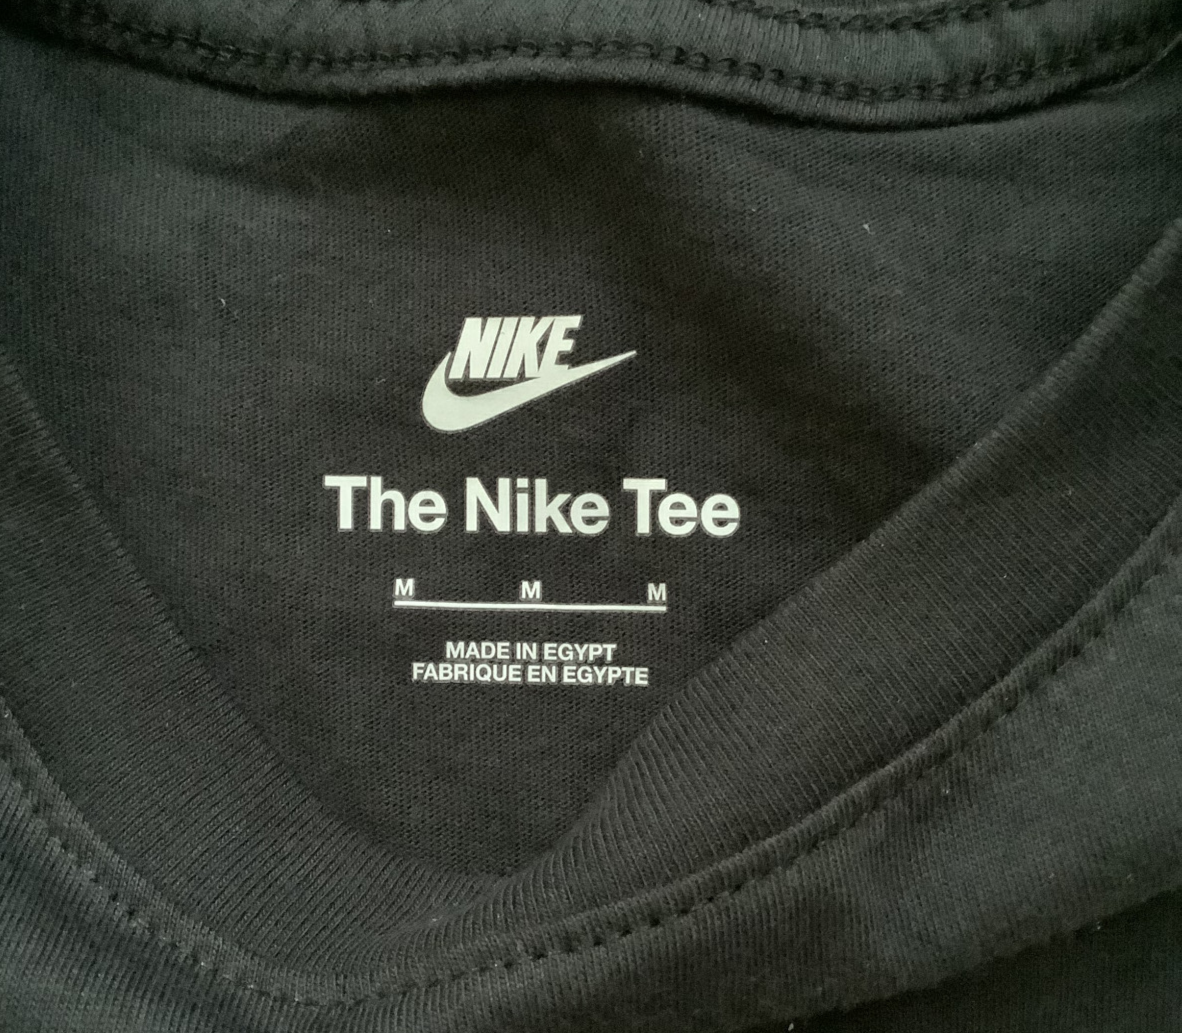 NIKE
The Nike Tee
M M M
MADE IN EGYPT
FABRIQUE EN EGYPTE